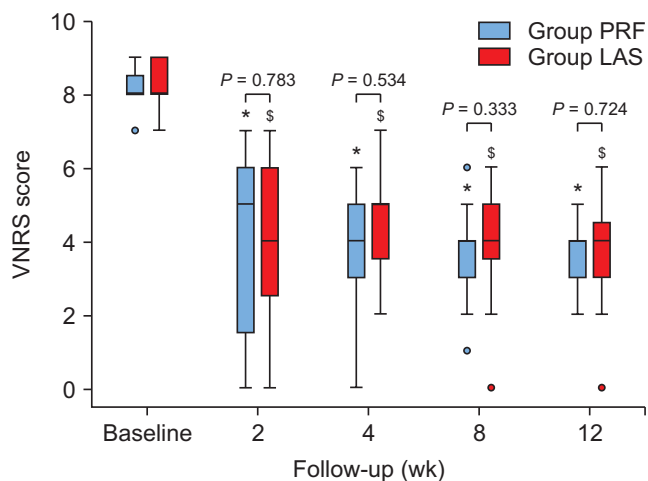 Group PRF
Group LAS
VNRS score
10
8
6
4
2
0
P = 0.783
P = 0.534
P = 0.333
P = 0.724
* $
* $
* $
* $
Baseline 2 4 8 12
Follow-up (wk)